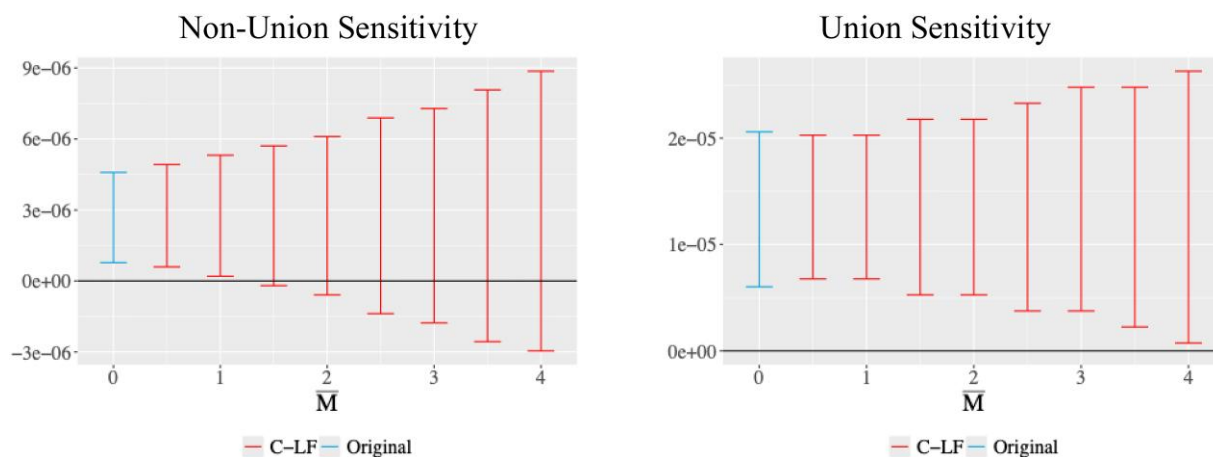 Non-Union Sensitivity
9e−06
6e−06
3e−06
0e+00
−3e−06
0 1 2 3 4
M̅
C−LF Original
Union Sensitivity
2e−05
1e−05
0e+00
0 1 2 3 4
M̅
C−LF Original